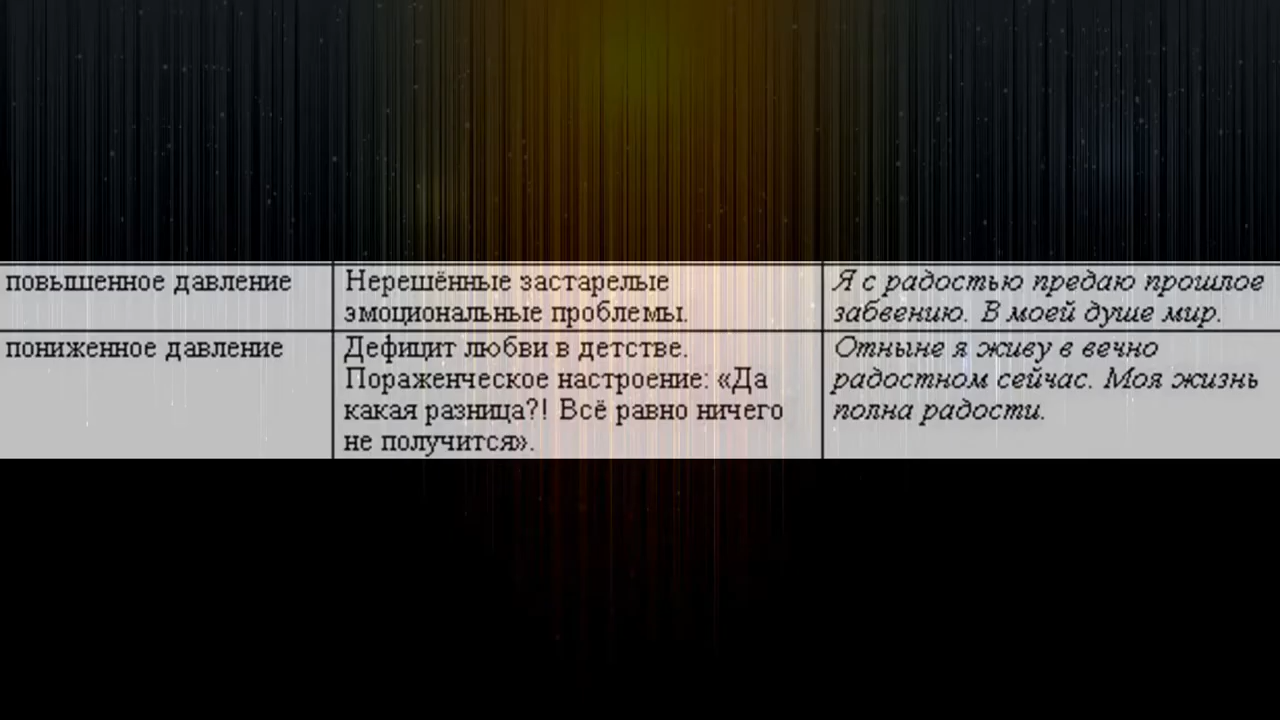 повышенное давление
Нерешённые застарелые
эмоциональные проблемы.
Я с радостью предаю прошлое
забвению. В моей душе мир.
пониженное давление
Дефицит любви в детстве.
Пораженческое настроение: «Да
какая разница?! Всё равно ничего
не получится».
Отныне я живу в вечно
радостном сейчас. Моя жизнь
полна радости.